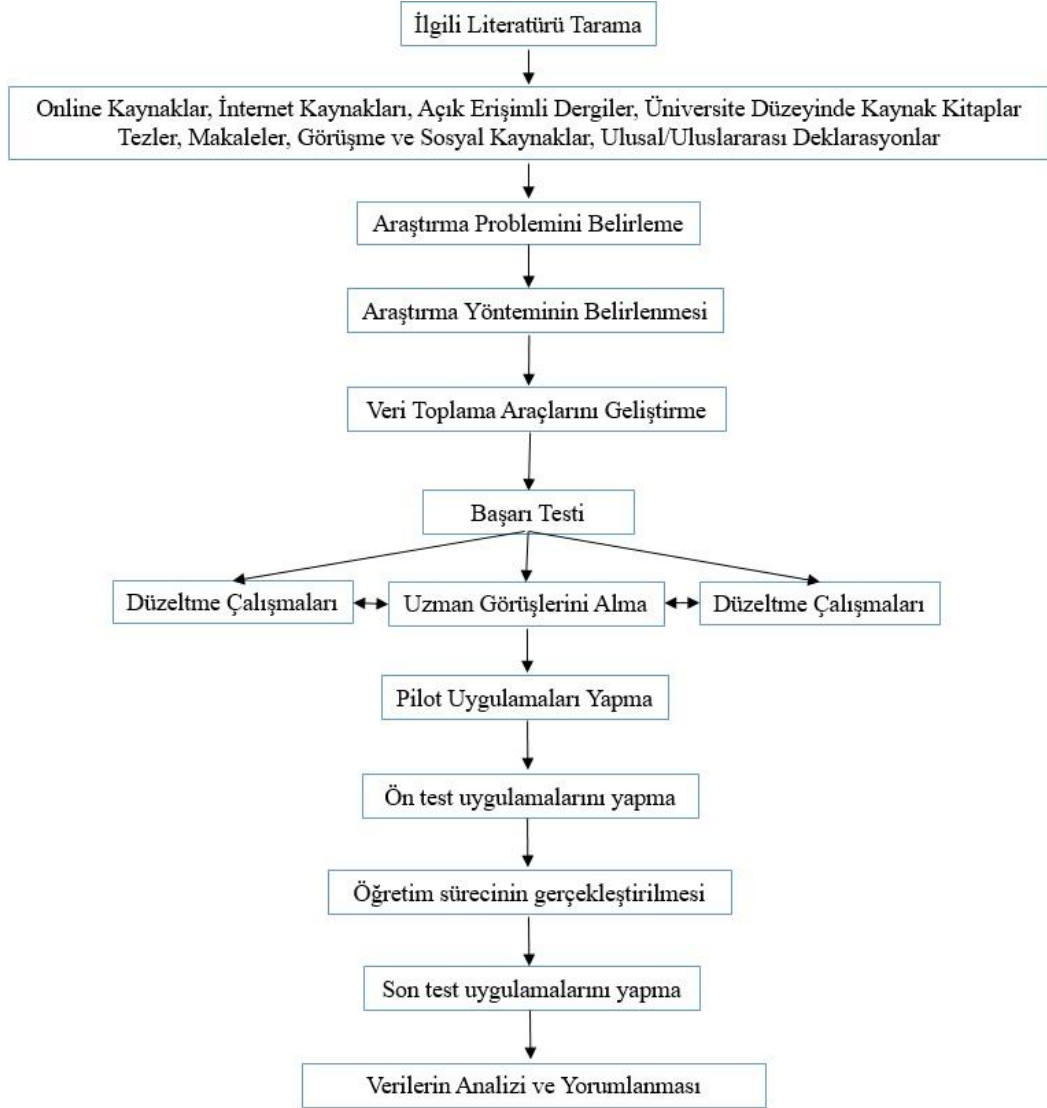 İlgili Literatürü Tarama
Online Kaynaklar, İnternet Kaynakları, Açık Erişimli Dergiler, Üniversite Düzeyinde Kaynak Kitaplar
Tezler, Makaleler, Görüşme ve Sosyal Kaynaklar, Ulusal/Uluslararası Deklarasyonlar
Araştırma Problemini Belirleme
Araştırma Yönteminin Belirlenmesi
Veri Toplama Araçlarını Geliştirme
Başarı Testi
Düzeltme Çalışmaları
Uzman Görüşlerini Alma
Düzeltme Çalışmaları
Pilot Uygulamaları Yapma
Ön test uygulamalarını yapma
Öğretim sürecinin gerçekleştirilmesi
Son test uygulamalarını yapma
Verilerin Analizi ve Yorumlanması